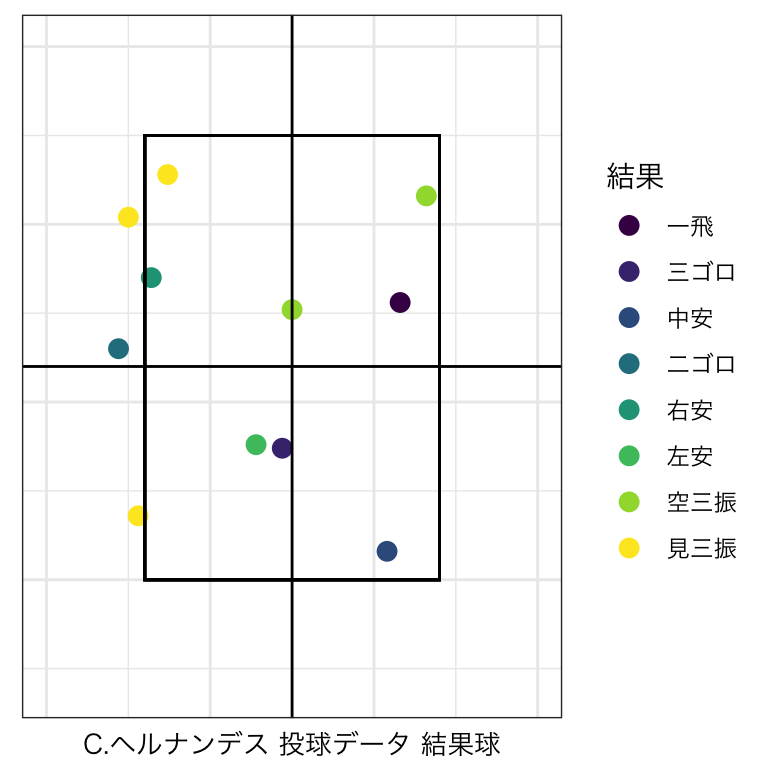 結果
一飛
三ゴロ
中安
二ゴロ
右安
左安
空三振
見三振
C.ヘルナンデス 投球データ 結果球